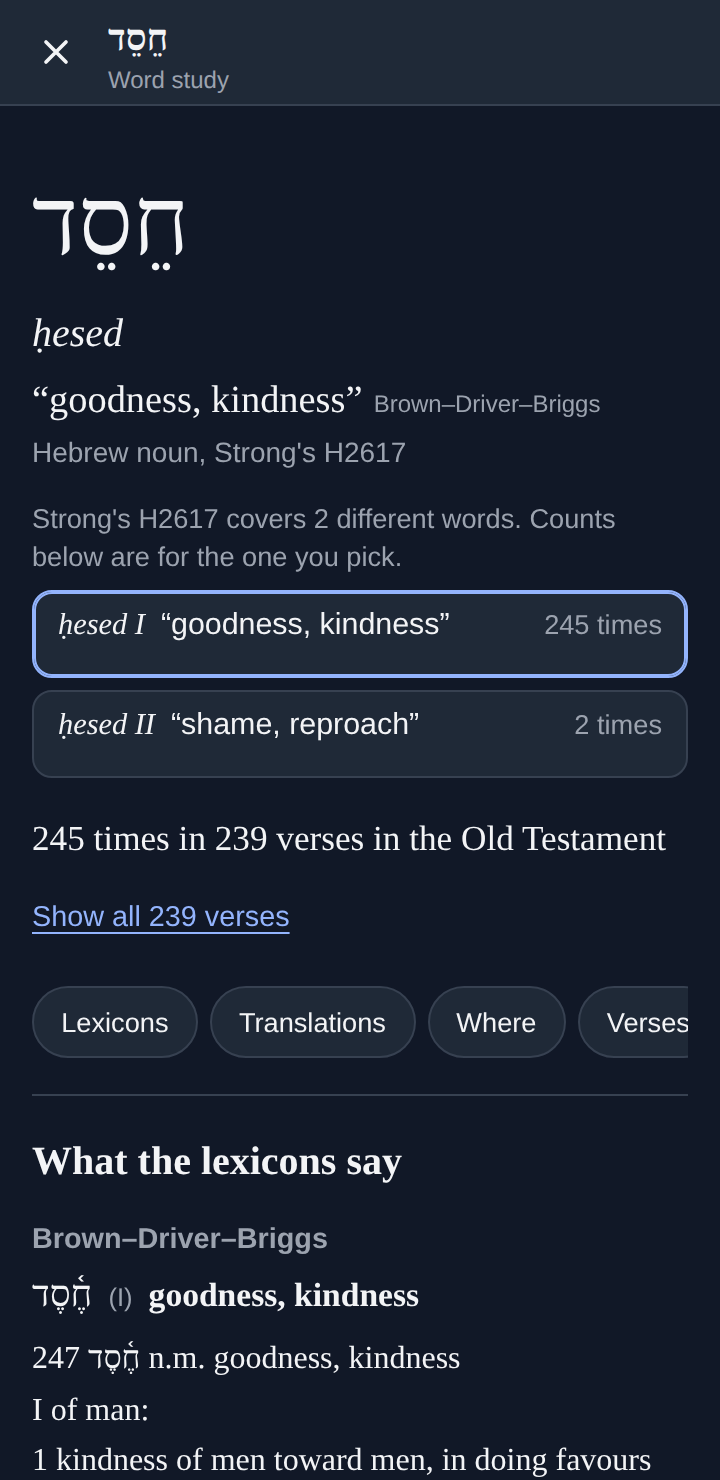 חֵסֵד
Word study
חֵסֵד
ḥesed
“goodness, kindness” Brown–Driver–Briggs
Hebrew noun, Strong's H2617
Strong's H2617 covers 2 different words. Counts
below are for the one you pick.
ḥesed I “goodness, kindness” 245 times
ḥesed II “shame, reproach” 2 times
245 times in 239 verses in the Old Testament
Show all 239 verses
Lexicons Translations Where Verses
What the lexicons say
Brown–Driver–Briggs
חֶ֫סֶד (I) goodness, kindness
247 חֶ֫סֶד n.m. goodness, kindness
I of man:
1 kindness of men toward men, in doing favours